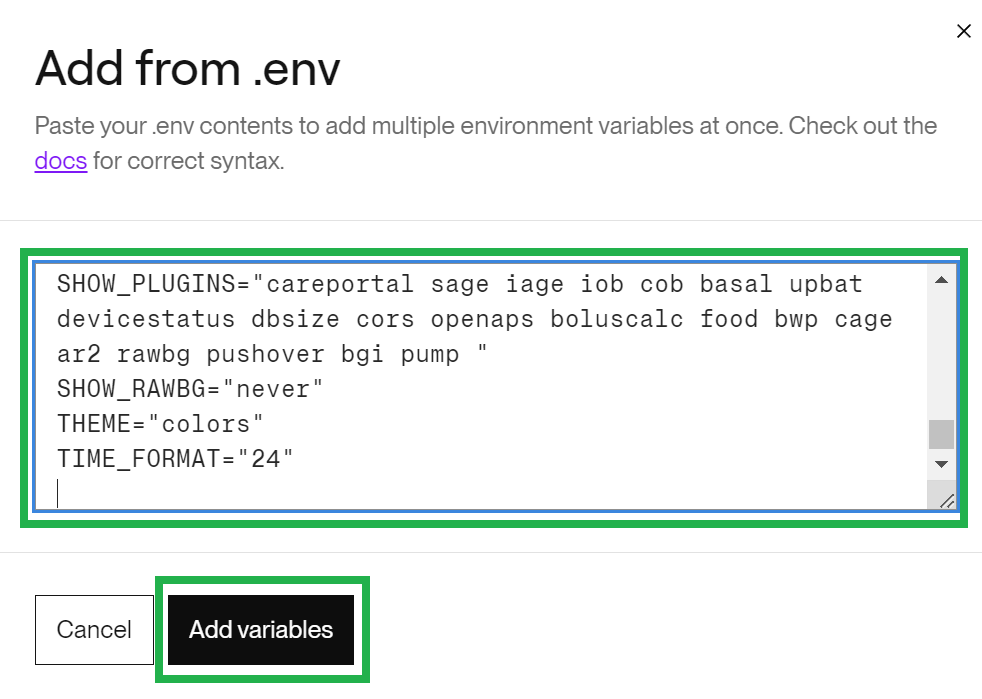 Add from .env
Paste your .env contents to add multiple environment variables at once. Check out the
docs for correct syntax.
SHOW_PLUGINS="careportal sage iage iob cob basal upbat
devicestatus dbsize cors openaps boluscalc food bwp cage
ar2 rawbg pushover bgi pump "
SHOW_RAWBG="never"
THEME="colors"
TIME_FORMAT="24"
Cancel
Add variables